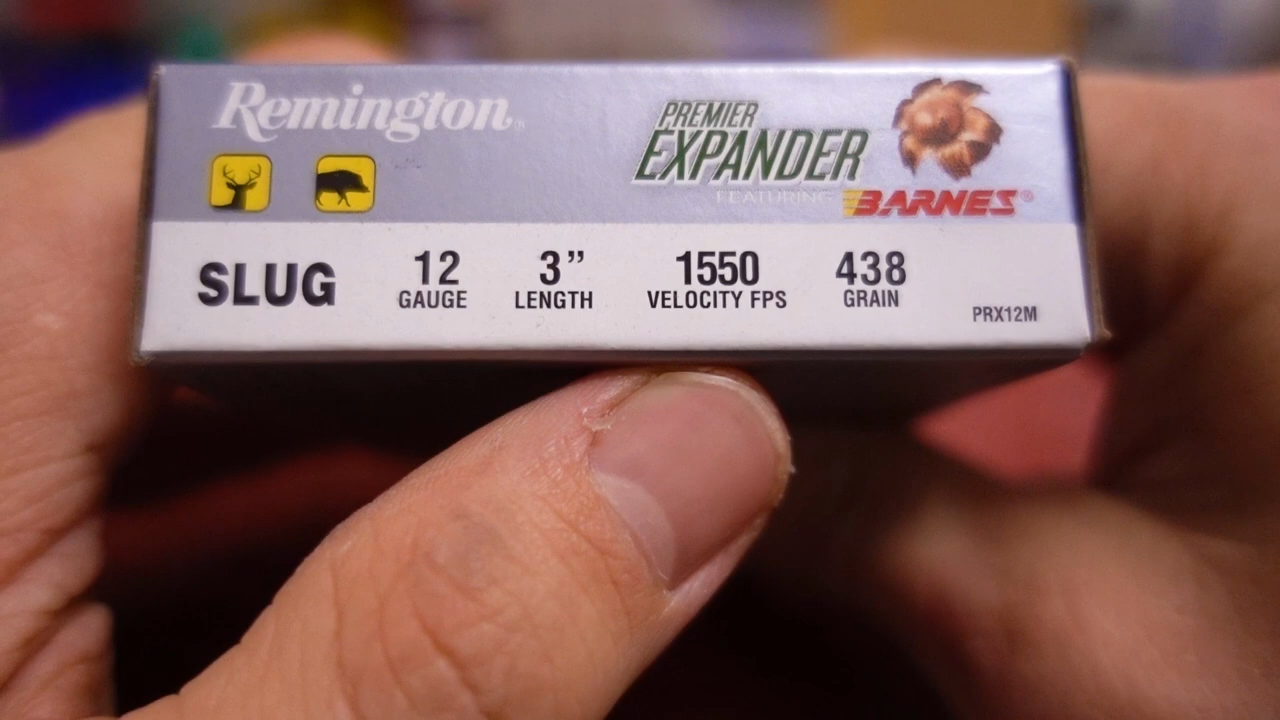 Remington®
PREMIER
EXPANDER
FEATURING BARNES®
SLUG
12
GAUGE
3”
LENGTH
1550
VELOCITY FPS
438
GRAIN
PRX12M